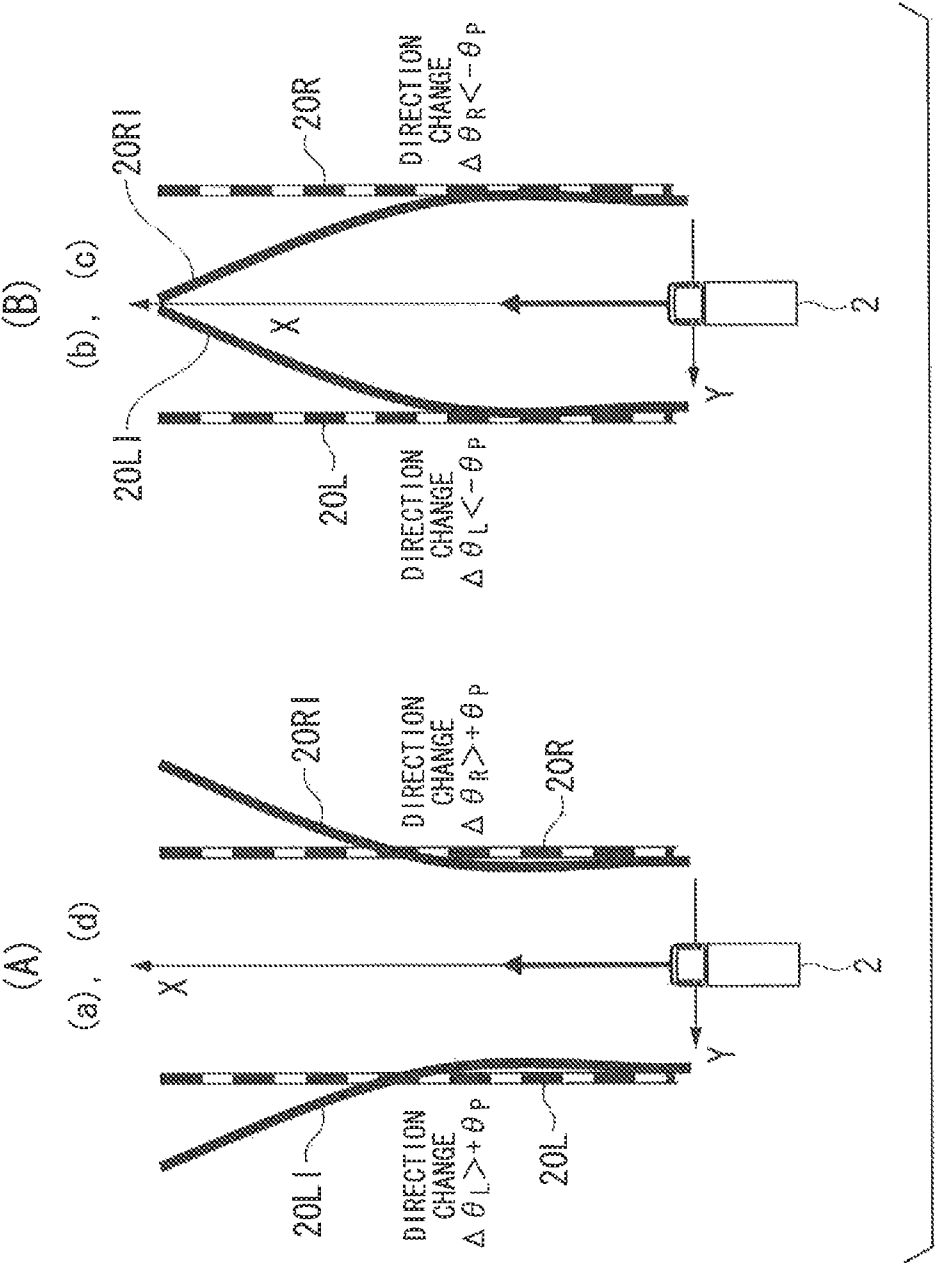 (A)
(a), (d)
X
20LI
20RI
DIRECTION
CHANGE
Δθ_L>+θ_P
DIRECTION
CHANGE
Δθ_R>+θ_P
20L
20R
Y
2
(B)
(b), (c)
20LI
20RI
X
20L
20R
DIRECTION
CHANGE
Δθ_L<-θ_P
DIRECTION
CHANGE
Δθ_R<-θ_P
Y
2